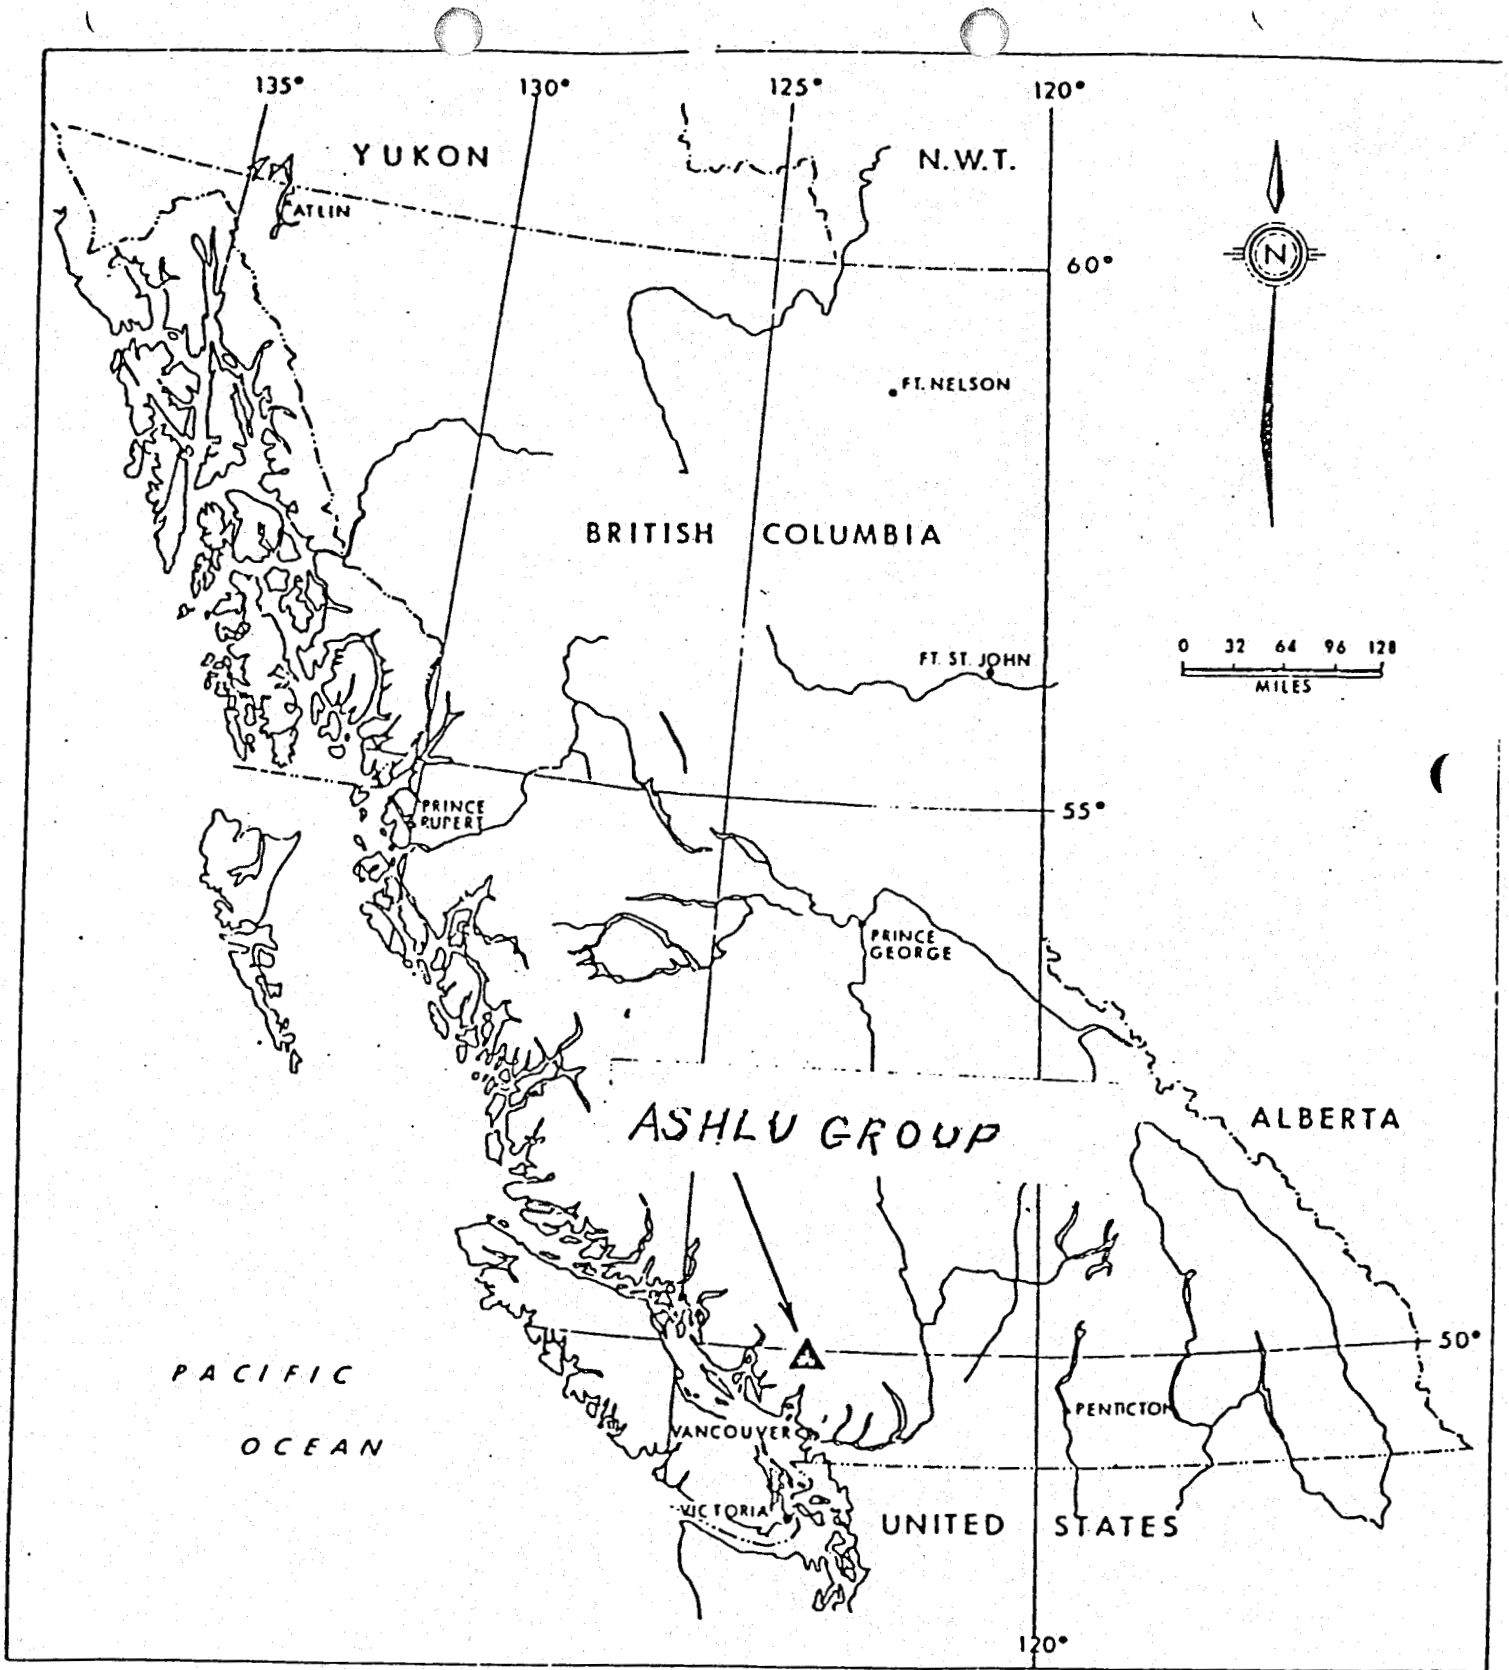 135° 130° 125° 120°
YUKON
N.W.T.
ATLIN
60°
N
FT. NELSON
BRITISH COLUMBIA
0 32 64 96 128
MILES
FT. ST. JOHN
PRINCE
RUPERT
55°
PRINCE
GEORGE
ASHLU GROUP
ALBERTA
50°
PACIFIC
OCEAN
PENTICTON
VANCOUVER
VICTORIA
UNITED STATES
120°